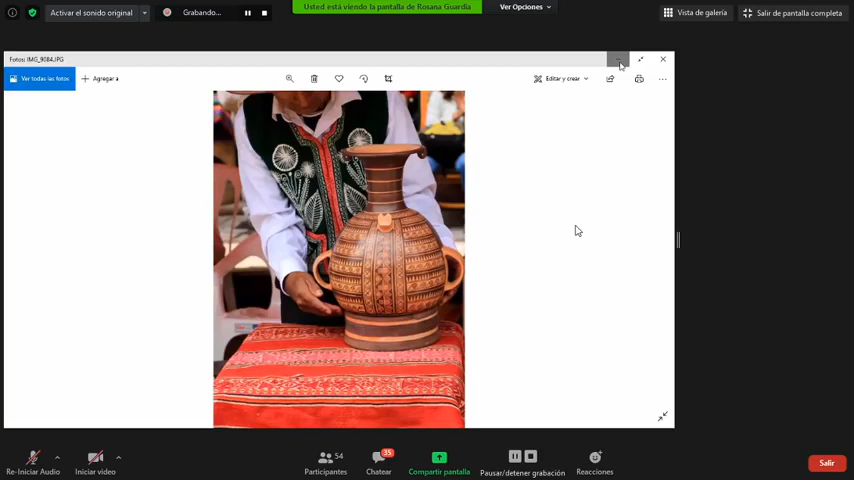 Activar el sonido original
Grabando...
Usted está viendo la pantalla de Rosana Guardia
Ver Opciones
Vista de galería
Salir de pantalla completa
Fotos: IMG_9084.JPG
Ver todas las fotos
Agregar a
Editar y crear
Re-Iniciar Audio
Iniciar video
54
Participantes
35
Chatear
Compartir pantalla
Pausar/detener grabación
Reacciones
Salir